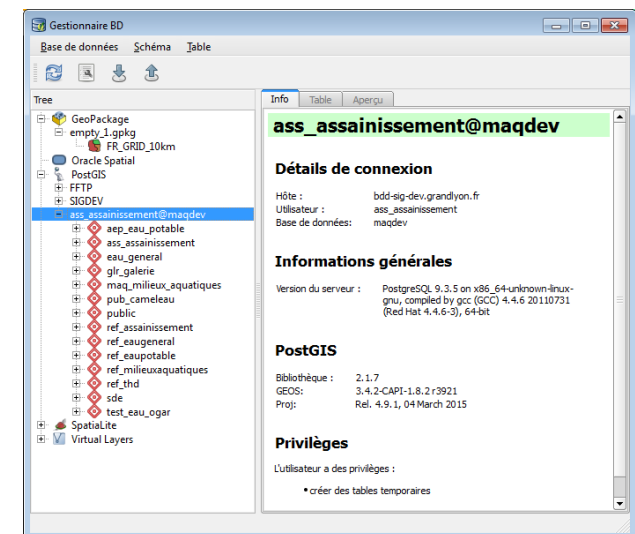 Gestionnaire BD
Base de données Schéma Table
Tree
GeoPackage
empty_1.gpkg
FR_GRID_10km
Oracle Spatial
PostGIS
FFTP
SIGDEV
ass_assainissement@maqdev
aep_eau_potable
ass_assainissement
eau_general
glr_galerie
maq_milieux_aquatiques
pub_cameleau
public
ref_assainissement
ref_eaugeneral
ref_eaupotable
ref_milieuxaquatiques
ref_thd
sde
test_eau_ogar
SpatiaLite
Virtual Layers
Info Table Aperçu
ass_assainissement@maqdev
Détails de connexion
Hôte : bdd-sig-dev.grandlyon.fr
Utilisateur : ass_assainissement
Base de données: maqdev
Informations générales
Version du serveur : PostgreSQL 9.3.5 on x86_64-unknown-linux-
gnu, compiled by gcc (GCC) 4.4.6 20110731
(Red Hat 4.4.6-3), 64-bit
PostGIS
Bibliothèque : 2.1.7
GEOS: 3.4.2-CAPI-1.8.2 r3921
Proj: Rel. 4.9.1, 04 March 2015
Privilèges
L'utilisateur a des privilèges :
• créer des tables temporaires